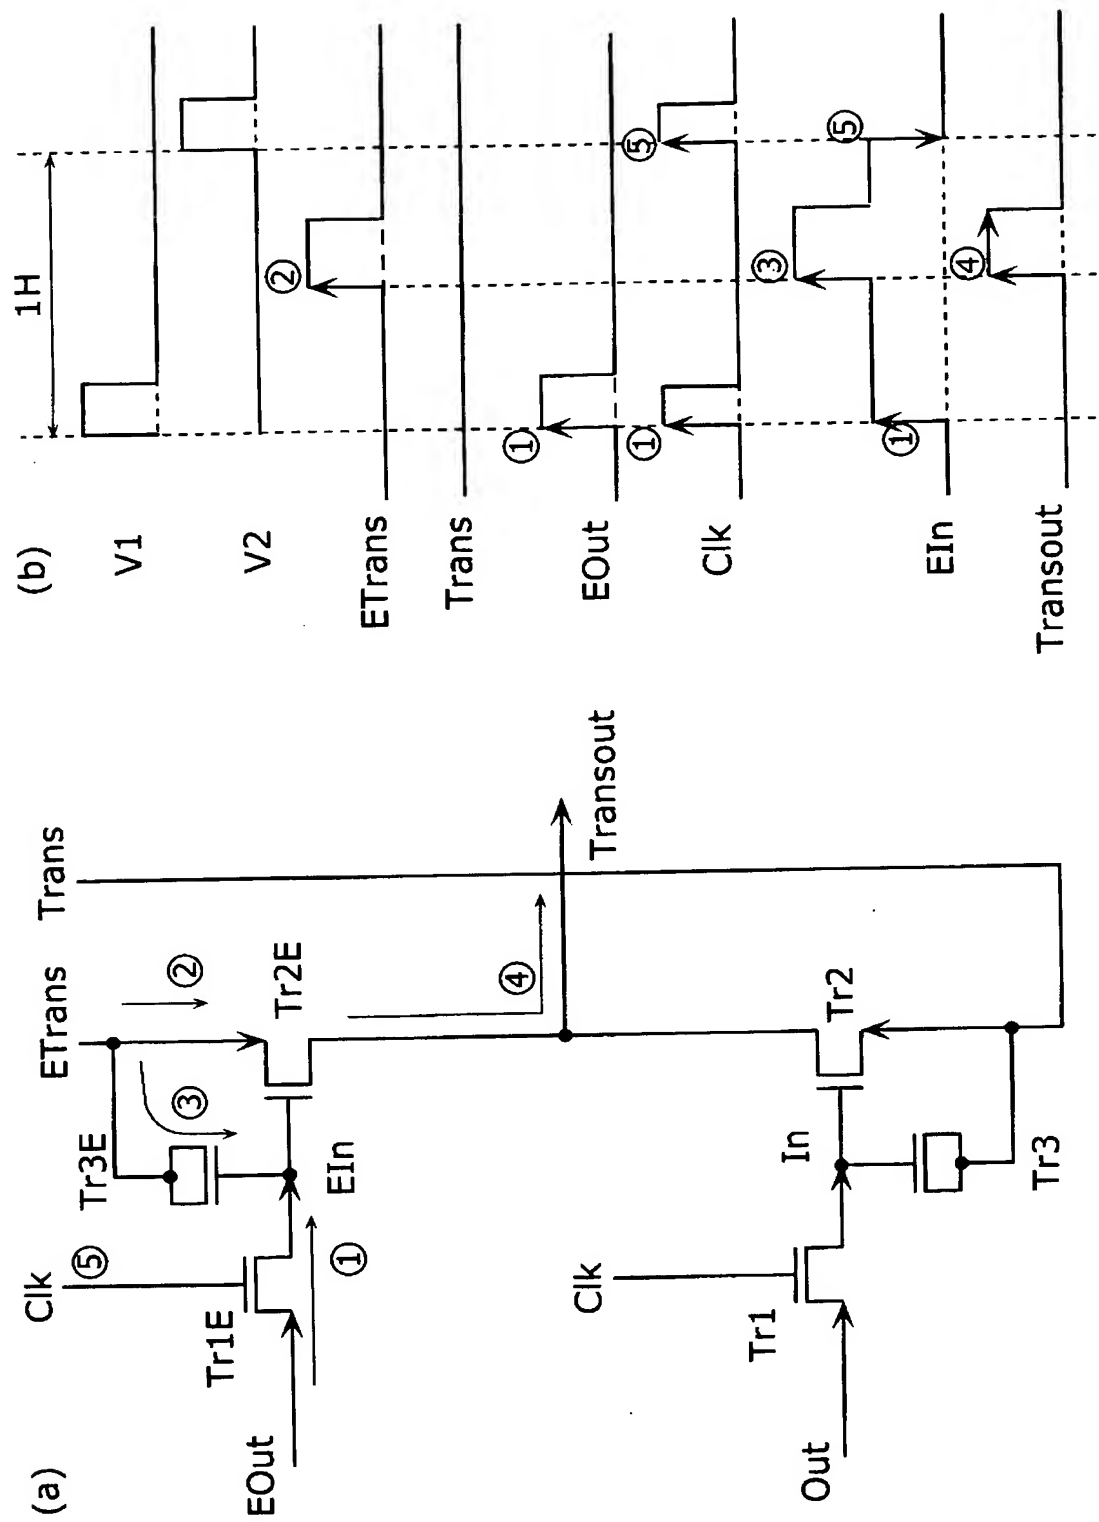 (a)
Clk
⑤
Tr1E
EOut
①
EIn
Tr3E
③
ETrans
②
Tr2E
Trans
④
Transout
Clk
Tr1
Out
In
Tr2
Tr3
(b)
1H
V1
V2
ETrans
②
Trans
EOut
①
Clk
①
⑤
EIn
①
③
⑤
Transout
④